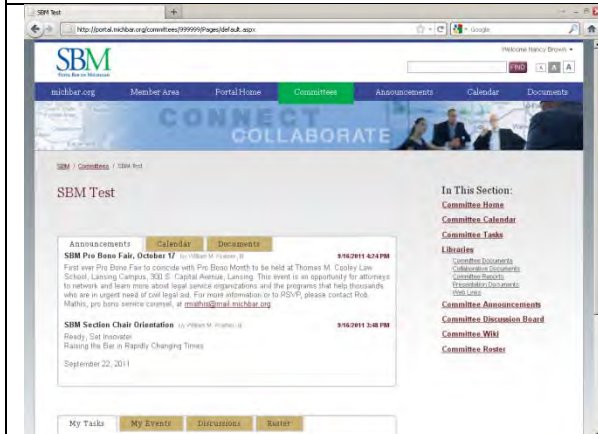 SBM Test
http://portal.michbar.org/committees/999999/Pages/default.aspx
Google
Welcome Nancy Brown
SBM
STATE BAR OF MICHIGAN
FIND A A A
michbar.org Member Area Portal Home Committees Announcements Calendar Documents
CONNECT
COLLABORATE
SBM / Committees / SBM Test
SBM Test
Announcements Calendar Documents
SBM Pro Bono Fair, October 17 by William M. III 9/16/2011 4:24 PM
First ever Pro Bono Fair to coincide with Pro Bono Month to be held at Thomas M. Cooley Law
School, Lansing Campus, 300 S. Capital Avenue, Lansing. This event is an opportunity for attorneys
to network and learn more about legal service organizations and the programs that help thousands
who are in urgent need of civil legal aid. For more information or to RSVP, please contact Rob
Mathis, pro bono service counsel, at rmathis@mail.michbar.org.
SBM Section Chair Orientation by William M. III 9/16/2011 3:48 PM
Ready, Set Innovate!
Raising the Bar in Rapidly Changing Times
September 22, 2011
My Tasks My Events Discussions Roster
In This Section:
Committee Home
Committee Calendar
Committee Tasks
Libraries
Committee Documents
Collaborative Documents
Committee Reports
Presentation Documents
Web Links
Committee Announcements
Committee Discussion Board
Committee Wiki
Committee Roster